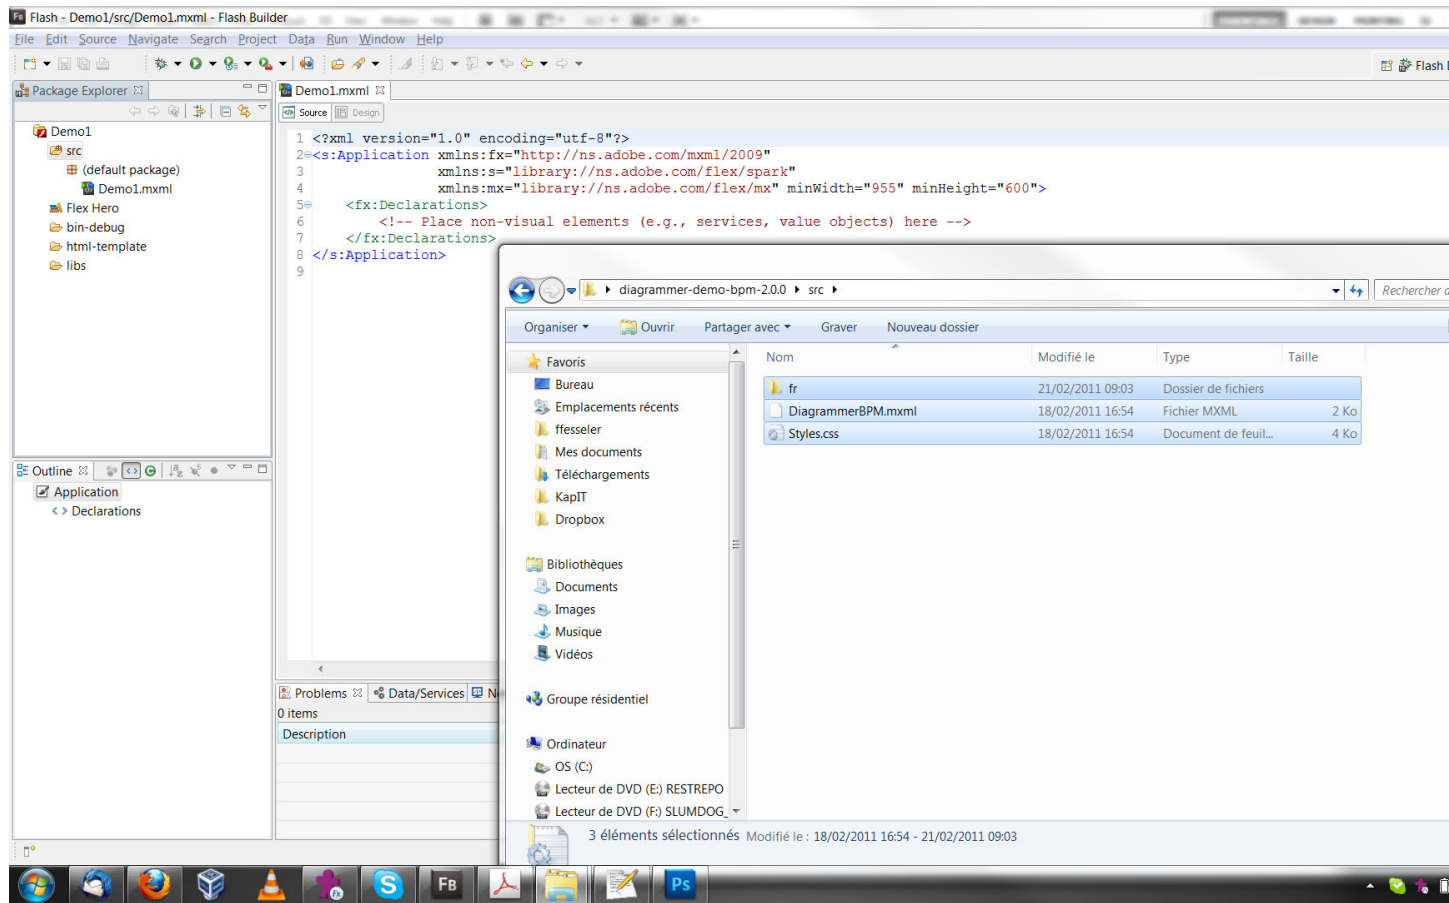 Flash - Demo1/src/Demo1.mxml - Flash Builder
File Edit Source Navigate Search Project Data Run Window Help
Flash
Package Explorer
Demo1
src
(default package)
Demo1.mxml
Flex Hero
bin-debug
html-template
libs
Outline
Application
Declarations
Demo1.mxml
Source Design
1 <?xml version="1.0" encoding="utf-8"?>
2 <s:Application xmlns:fx="http://ns.adobe.com/mxml/2009"
3 xmlns:s="library://ns.adobe.com/flex/spark"
4 xmlns:mx="library://ns.adobe.com/flex/mx" minWidth="955" minHeight="600">
5 <fx:Declarations>
6 <!-- Place non-visual elements (e.g., services, value objects) here -->
7 </fx:Declarations>
8 </s:Application>
9
Problems Data/Services
0 items
Description
diagrammer-demo-bpm-2.0.0 src
Rechercher
Organiser Ouvrir Partager avec Graver Nouveau dossier
Favoris
Bureau
Emplacements récents
ffesseler
Mes documents
Téléchargements
KapIT
Dropbox
Bibliothèques
Documents
Images
Musique
Vidéos
Groupe résidentiel
Ordinateur
OS (C:)
Lecteur de DVD (E:) RESTREPO
Lecteur de DVD (F:) SLUMDOG_
Nom Modifié le Type Taille
fr 21/02/2011 09:03 Dossier de fichiers
DiagrammerBPM.mxml 18/02/2011 16:54 Fichier MXML 2 Ko
Styles.css 18/02/2011 16:54 Document de feuil... 4 Ko
3 éléments sélectionnés Modifié le : 18/02/2011 16:54 - 21/02/2011 09:03
FB
Ps